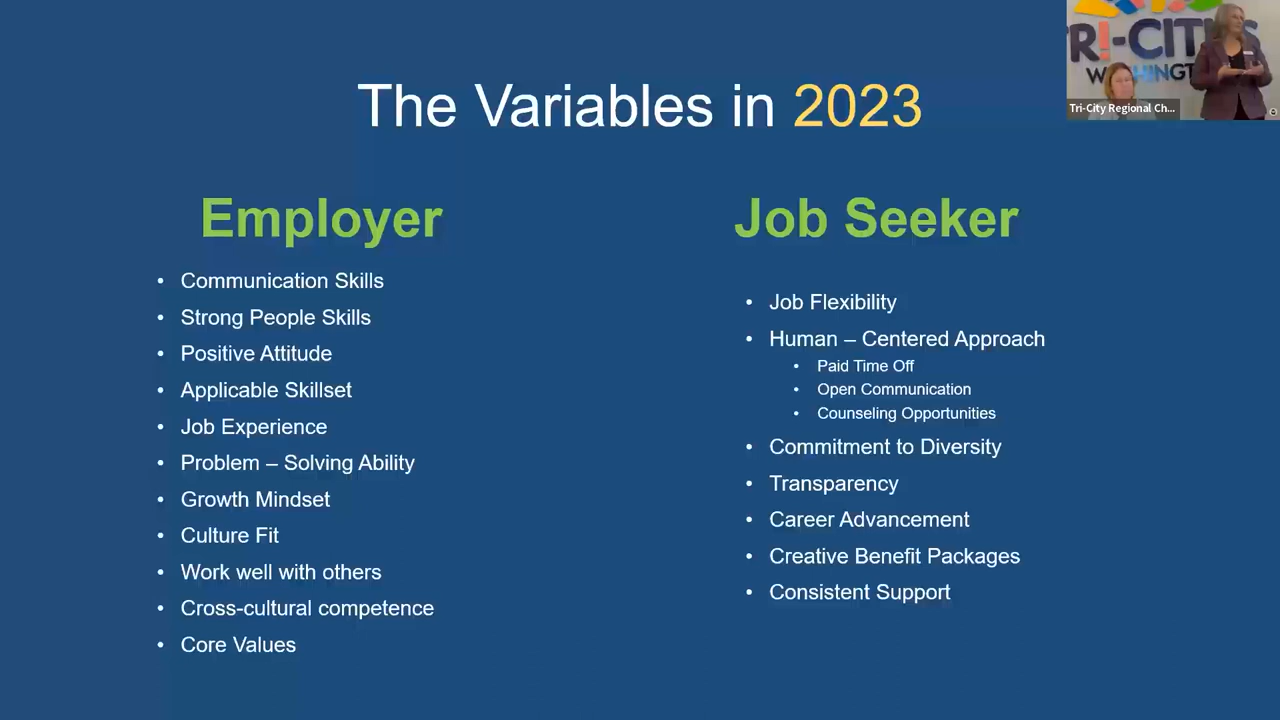 The Variables in 2023
Employer
• Communication Skills
• Strong People Skills
• Positive Attitude
• Applicable Skillset
• Job Experience
• Problem – Solving Ability
• Growth Mindset
• Culture Fit
• Work well with others
• Cross-cultural competence
• Core Values
Job Seeker
• Job Flexibility
• Human – Centered Approach
• Paid Time Off
• Open Communication
• Counseling Opportunities
• Commitment to Diversity
• Transparency
• Career Advancement
• Creative Benefit Packages
• Consistent Support
Tri-City Regional Ch...